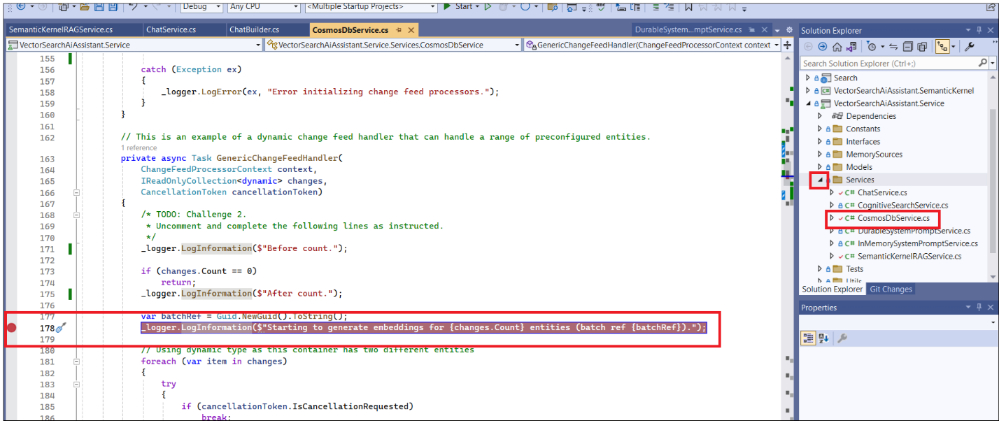 Debug Any CPU <Multiple Startup Projects> Start
SemanticKernelRAGService.cs ChatService.cs ChatBuilder.cs CosmosDbService.cs DurableSystem...mptService.cs
VectorSearchAiAssistant.Service VectorSearchAiAssistant.Service.Services.CosmosDbService GenericChangeFeedHandler(ChangeFeedProcessorContext context
155
156 catch (Exception ex)
157 {
158 _logger.LogError(ex, "Error initializing change feed processors.");
159 }
160 }
161
162 // This is an example of a dynamic change feed handler that can handle a range of preconfigured entities.
1 reference
163 private async Task GenericChangeFeedHandler(
164 ChangeFeedProcessorContext context,
165 IReadOnlyCollection<dynamic> changes,
166 CancellationToken cancellationToken)
167 {
168 /* TODO: Challenge 2.
169 * Uncomment and complete the following lines as instructed.
170 */
171 _logger.LogInformation($"Before count.");
172
173 if (changes.Count == 0)
174 return;
175 _logger.LogInformation($"After count.");
176
177 var batchRef = Guid.NewGuid().ToString();
178 _logger.LogInformation($"Starting to generate embeddings for {changes.Count} entities (batch ref {batchRef}).");
179
180 // Using dynamic type as this container has two different entities
181 foreach (var item in changes)
182 {
183 try
184 {
185 if (cancellationToken.IsCancellationRequested)
186 break;
Solution Explorer
Search Solution Explorer (Ctrl+;)
Search
VectorSearchAiAssistant.SemanticKernel
VectorSearchAiAssistant.Service
Dependencies
Constants
Interfaces
MemorySources
Models
Services
C# ChatService.cs
C# CognitiveSearchService.cs
C# CosmosDbService.cs
C# DurableSystemPromptService.cs
C# InMemorySystemPromptService.cs
C# SemanticKernelRAGService.cs
Tests
Utils
Solution Explorer Git Changes
Properties